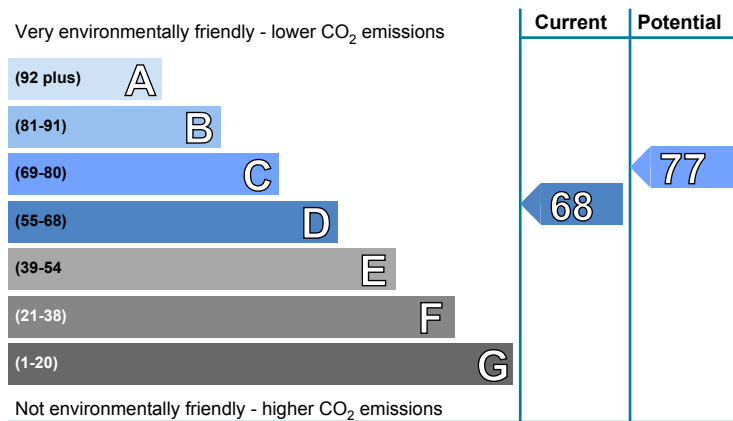 Very environmentally friendly - lower CO2 emissions
Current
Potential
(92 plus) A
(81-91) B
(69-80) C
77
(55-68) D
68
(39-54 E
(21-38) F
(1-20) G
Not environmentally friendly - higher CO2 emissions